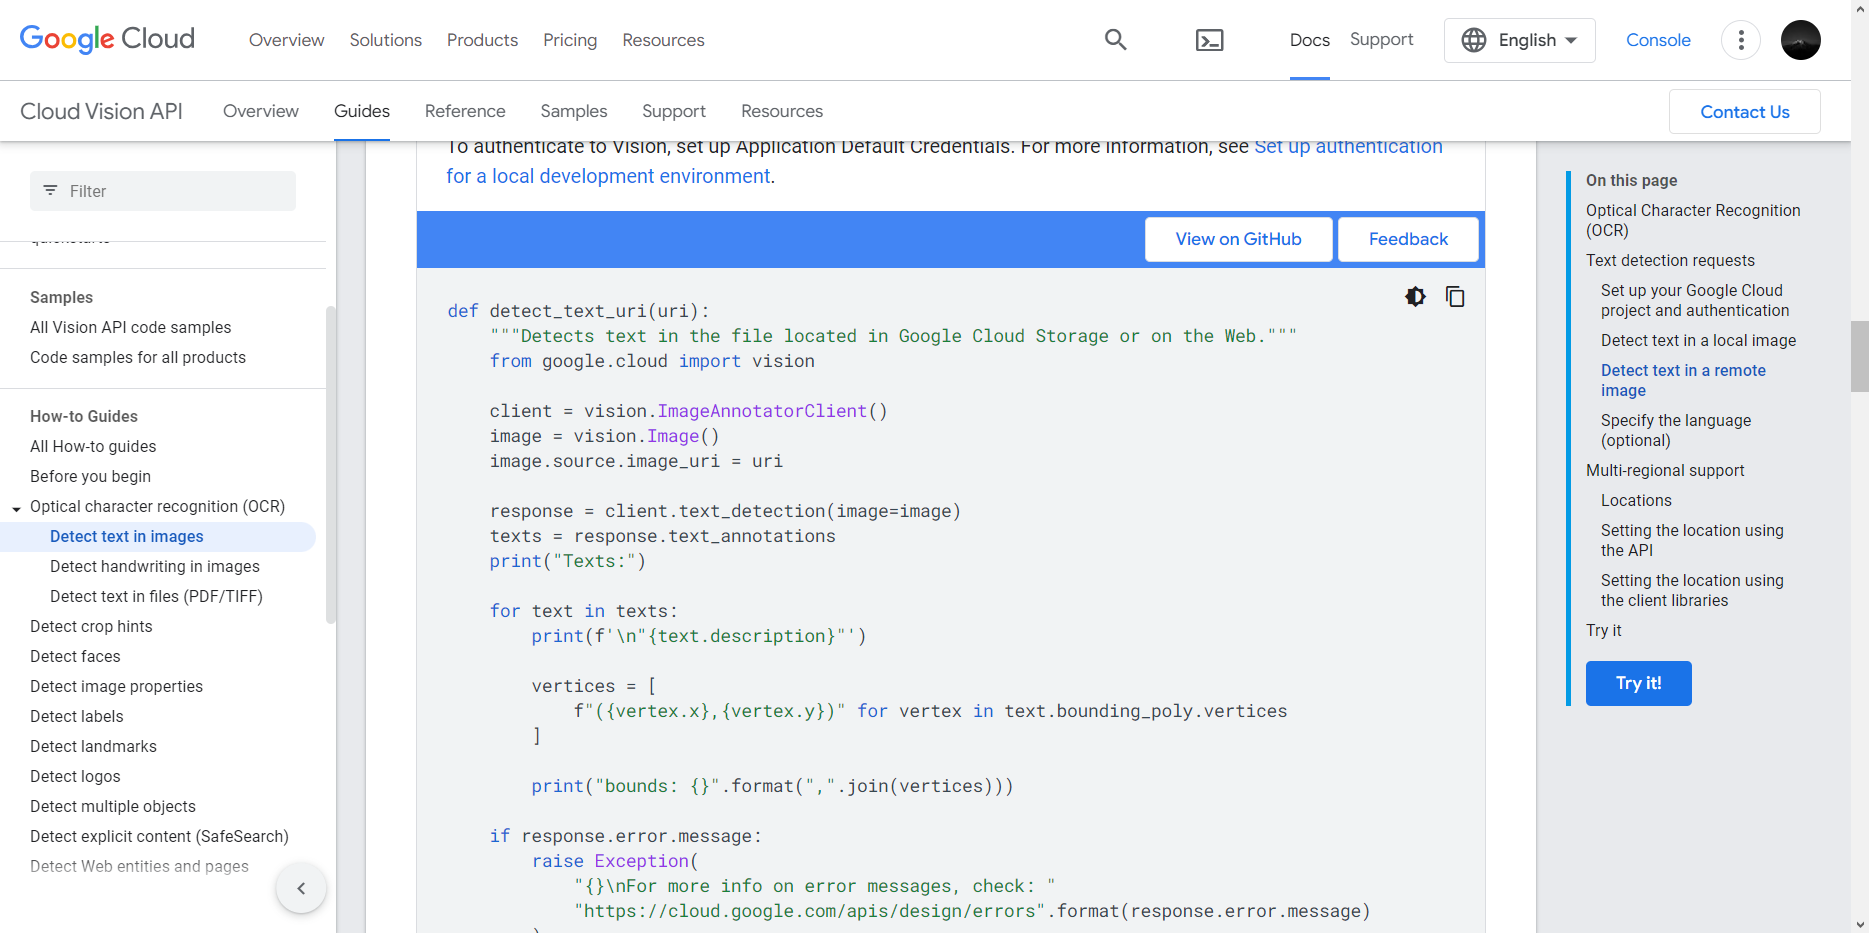 Google Cloud
Overview Solutions Products Pricing Resources
Docs Support English Console
Cloud Vision API
Overview Guides Reference Samples Support Resources
Contact Us
Filter
quickstarts
Samples
All Vision API code samples
Code samples for all products
How-to Guides
All How-to guides
Before you begin
Optical character recognition (OCR)
Detect text in images
Detect handwriting in images
Detect text in files (PDF/TIFF)
Detect crop hints
Detect faces
Detect image properties
Detect labels
Detect landmarks
Detect logos
Detect multiple objects
Detect explicit content (SafeSearch)
Detect Web entities and pages
To authenticate to Vision, set up Application Default Credentials. For more information, see Set up authentication
for a local development environment.
View on GitHub Feedback
def detect_text_uri(uri):
    """Detects text in the file located in Google Cloud Storage or on the Web."""
    from google.cloud import vision

    client = vision.ImageAnnotatorClient()
    image = vision.Image()
    image.source.image_uri = uri

    response = client.text_detection(image=image)
    texts = response.text_annotations
    print("Texts:")

    for text in texts:
        print(f'\n"{text.description}"')

        vertices = [
            f"({vertex.x},{vertex.y})" for vertex in text.bounding_poly.vertices
        ]

        print("bounds: {}".format(",".join(vertices)))

    if response.error.message:
        raise Exception(
            "{}\nFor more info on error messages, check: "
            "https://cloud.google.com/apis/design/errors".format(response.error.message)
        )
On this page
Optical Character Recognition
(OCR)
Text detection requests
Set up your Google Cloud
project and authentication
Detect text in a local image
Detect text in a remote
image
Specify the language
(optional)
Multi-regional support
Locations
Setting the location using
the API
Setting the location using
the client libraries
Try it
Try it!